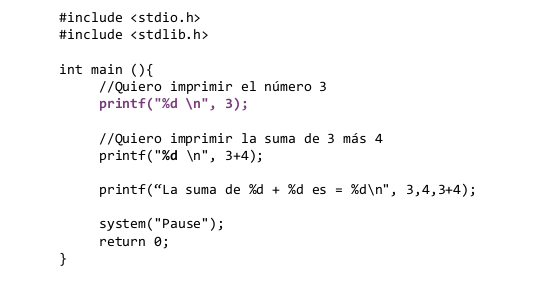 #include <stdio.h>
#include <stdlib.h>
int main (){
//Quiero imprimir el número 3
printf("%d \n", 3);
//Quiero imprimir la suma de 3 más 4
printf("%d \n", 3+4);
printf(“La suma de %d + %d es = %d\n", 3,4,3+4);
system("Pause");
return 0;
}